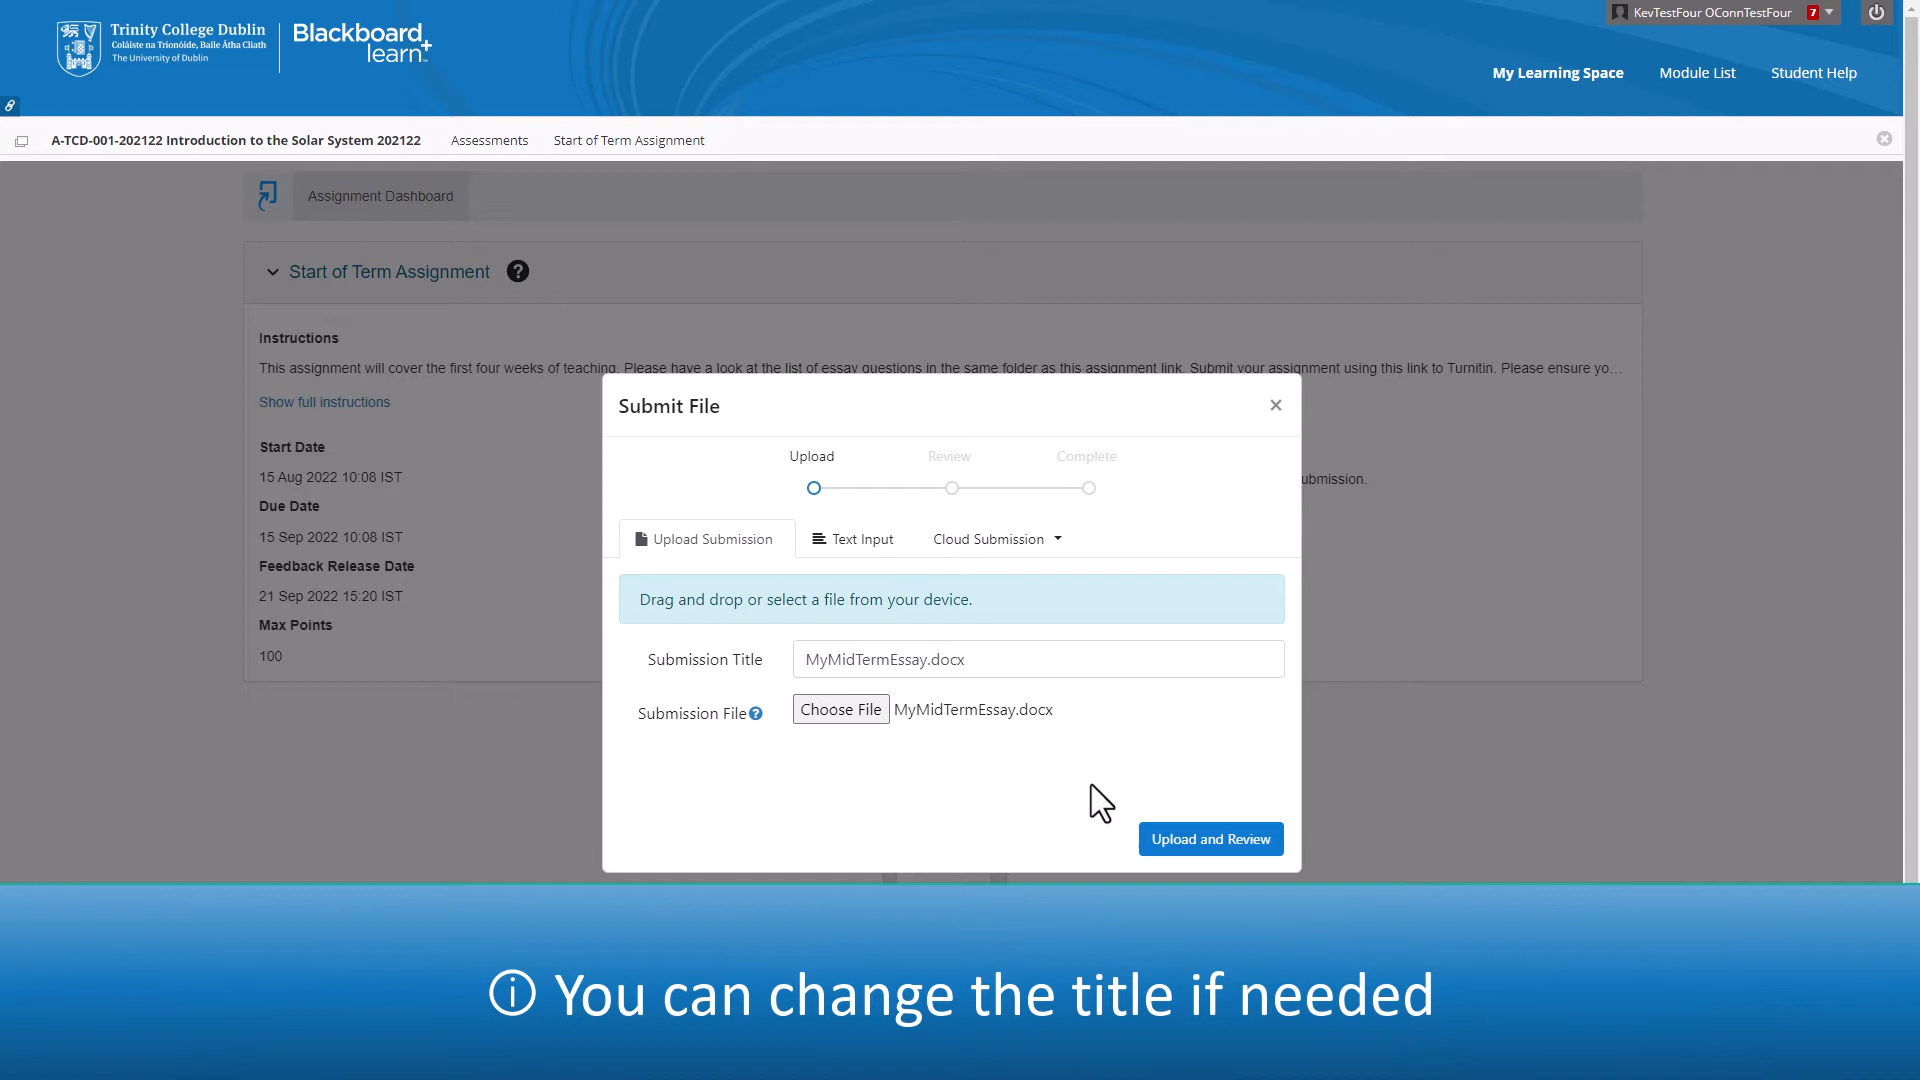 Trinity College Dublin
Coláiste na Tríonóide, Baile Átha Cliath
The University of Dublin
Blackboard
learn+
KevTestFour OConnTestFour 7
My Learning Space Module List Student Help
A-TCD-001-202122 Introduction to the Solar System 202122 Assessments Start of Term Assignment
Assignment Dashboard
Start of Term Assignment ?
Instructions
This assignment will cover the first four weeks of teaching. Please have a look at the list of essay questions in the same folder as this assignment link. Submit your assignment using this link to Turnitin. Please ensure yo...
Show full instructions
Start Date
15 Aug 2022 10:08 IST
Due Date
15 Sep 2022 10:08 IST
Feedback Release Date
21 Sep 2022 15:20 IST
Max Points
100
ubmission.
Submit File ×
Upload Review Complete
Upload Submission Text Input Cloud Submission
Drag and drop or select a file from your device.
Submission Title MyMidTermEssay.docx
Submission File ? Choose File MyMidTermEssay.docx
Upload and Review
You can change the title if needed